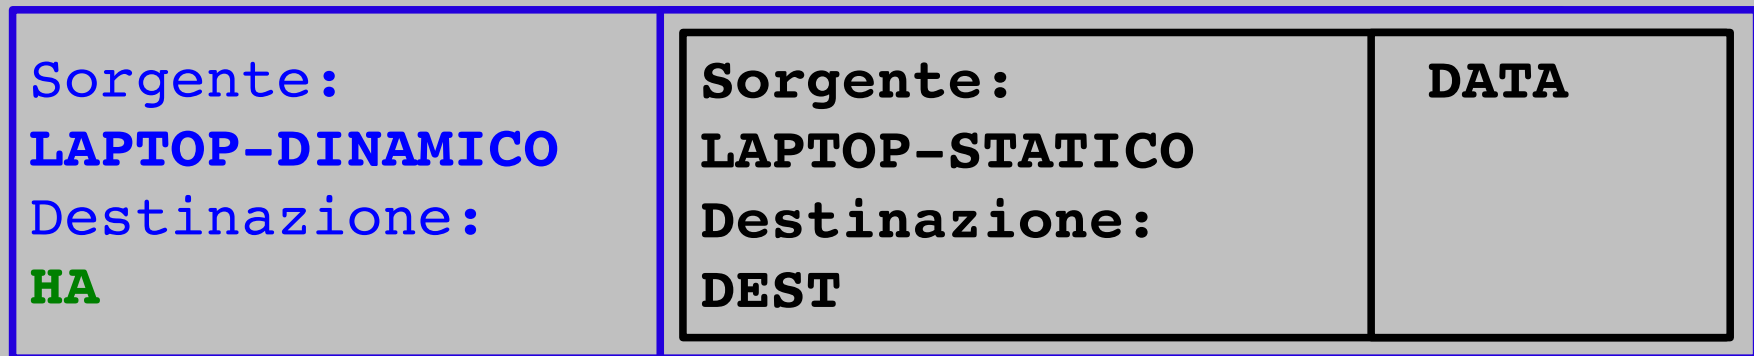 Sorgente:
LAPTOP-DINAMICO
Destinazione:
HA
Sorgente:
LAPTOP-STATICO
Destinazione:
DEST
DATA